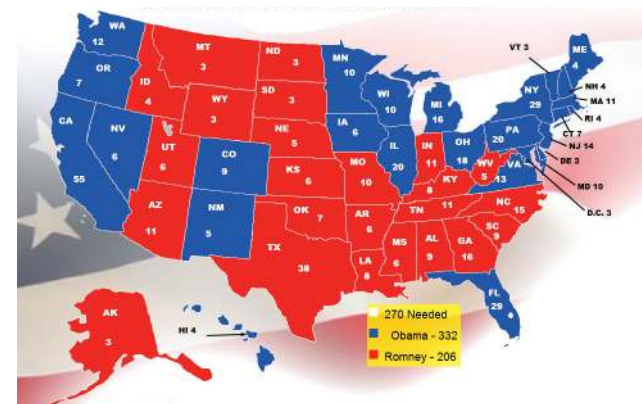 WA
12
OR
7
CA
55
NV
6
ID
4
MT
3
WY
3
UT
6
AZ
11
CO
9
NM
5
ND
3
SD
3
NE
5
KS
6
OK 7
TX
38
MN
10
IA
6
MO
10
AR
6
LA
8
WI
10
IL
20
MI
16
IN
11
OH
18
KY
8
TN
11
MS
6
AL
9
GA
16
FL
29
SC
9
NC
15
VA
13
WV
5
PA
20
NY
29
VT 3
ME
4
NH 4
MA 11
RI 4
CT 7
NJ 14
DE 3
MD 10
D.C. 3
AK
3
HI 4
270 Needed
Obama - 332
Romney - 206